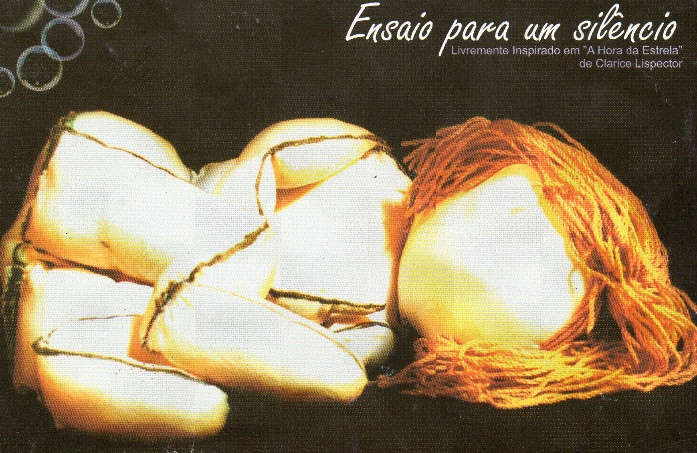 Ensaio para um silêncio
Livremente Inspirado em "A Hora da Estrela"
de Clarice Lispector